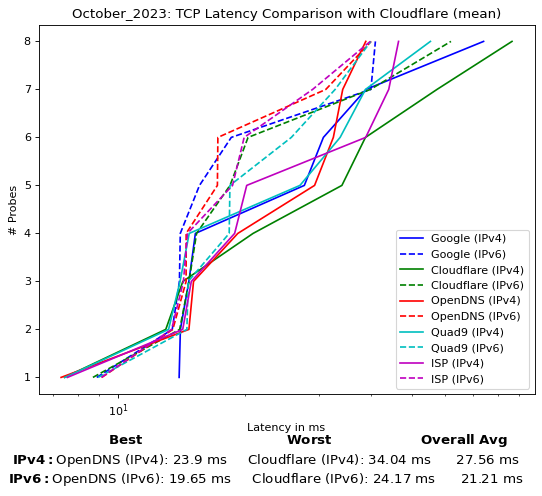 October_2023: TCP Latency Comparison with Cloudflare (mean)
8
7
6
5
4
3
2
1
# Probes
Google (IPv4)
Google (IPv6)
Cloudflare (IPv4)
Cloudflare (IPv6)
OpenDNS (IPv4)
OpenDNS (IPv6)
Quad9 (IPv4)
Quad9 (IPv6)
ISP (IPv4)
ISP (IPv6)
10¹
Latency in ms
Best Worst Overall Avg
IPv4: OpenDNS (IPv4): 23.9 ms Cloudflare (IPv4): 34.04 ms 27.56 ms
IPv6: OpenDNS (IPv6): 19.65 ms Cloudflare (IPv6): 24.17 ms 21.21 ms